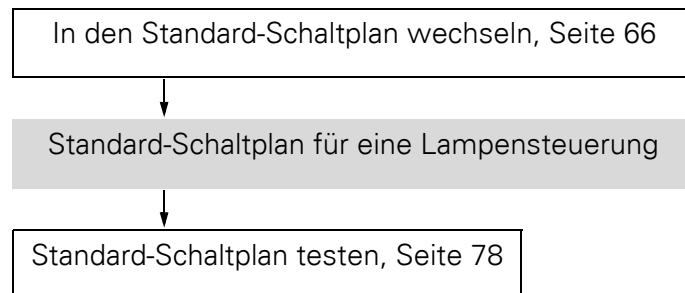 In den Standard-Schaltplan wechseln, Seite 66
Standard-Schaltplan für eine Lampensteuerung
Standard-Schaltplan testen, Seite 78